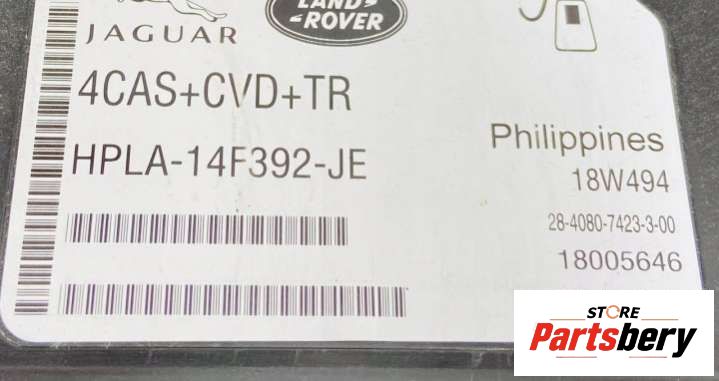 JAGUAR
LAND-
ROVER
4CAS+CVD+TR
HPLA-14F392-JE
Philippines
18W494
28-4080-7423-3-00
18005646
STORE
Partsbery